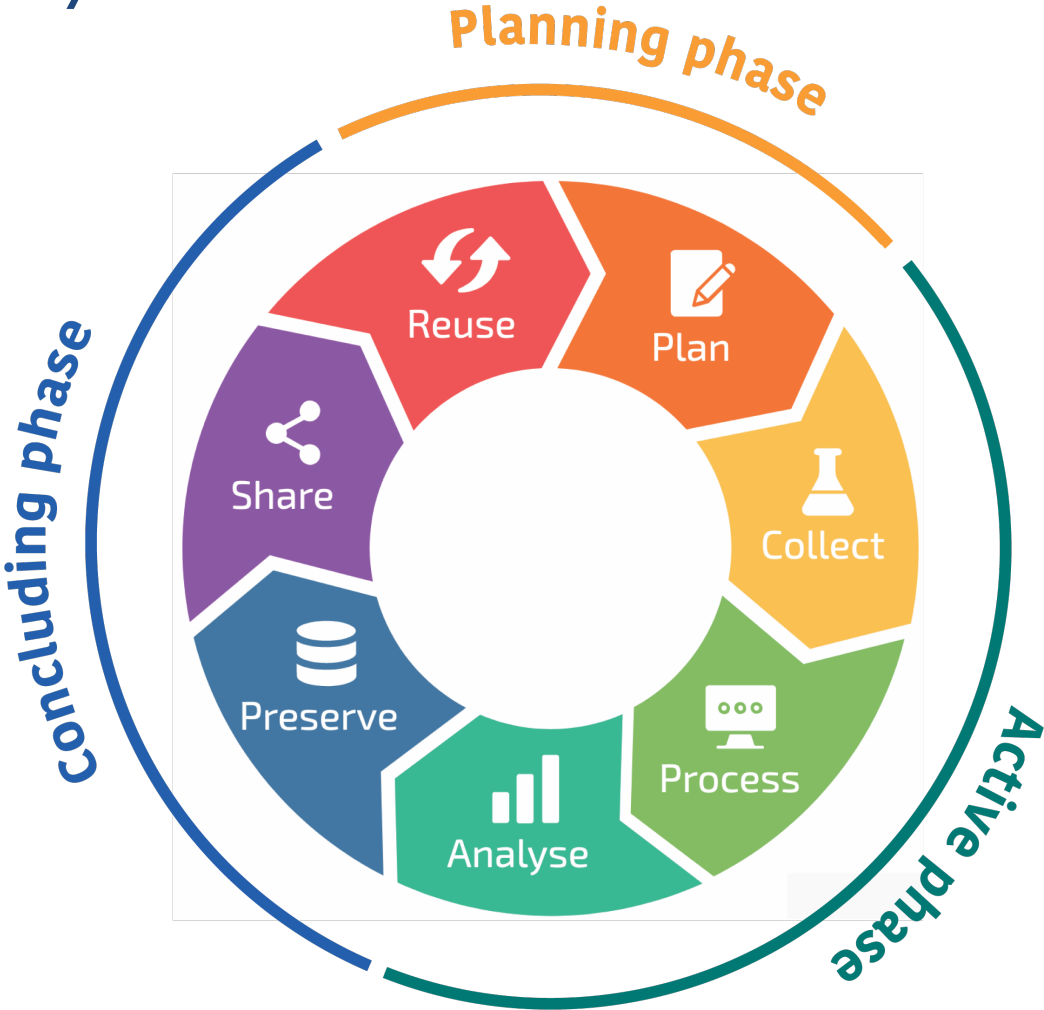 Planning phase
Reuse
Plan
Share
Collect
Concluding phase
Preserve
Process
Analyse
Active phase